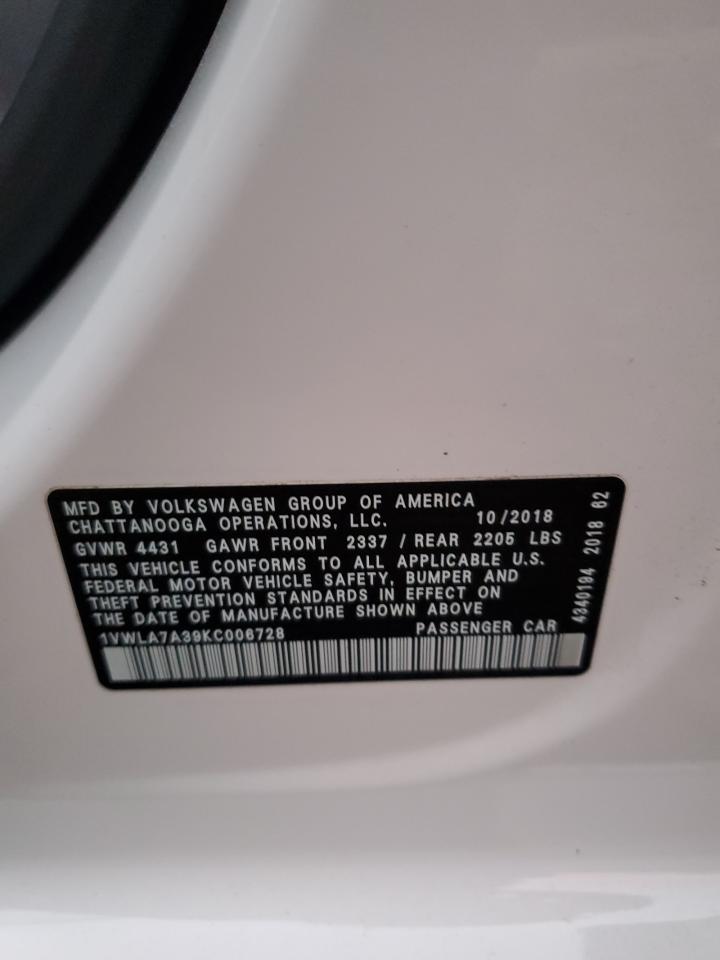 MFD BY VOLKSWAGEN GROUP OF AMERICA
CHATTANOOGA OPERATIONS, LLC. 10/2018
GVWR 4431 GAWR FRONT 2337 / REAR 2205 LBS
THIS VEHICLE CONFORMS TO ALL APPLICABLE U.S.
FEDERAL MOTOR VEHICLE SAFETY, BUMPER AND
THEFT PREVENTION STANDARDS IN EFFECT ON
THE DATE OF MANUFACTURE SHOWN ABOVE
1VWLA7A39KC006728 PASSENGER CAR
4340194 2018 62